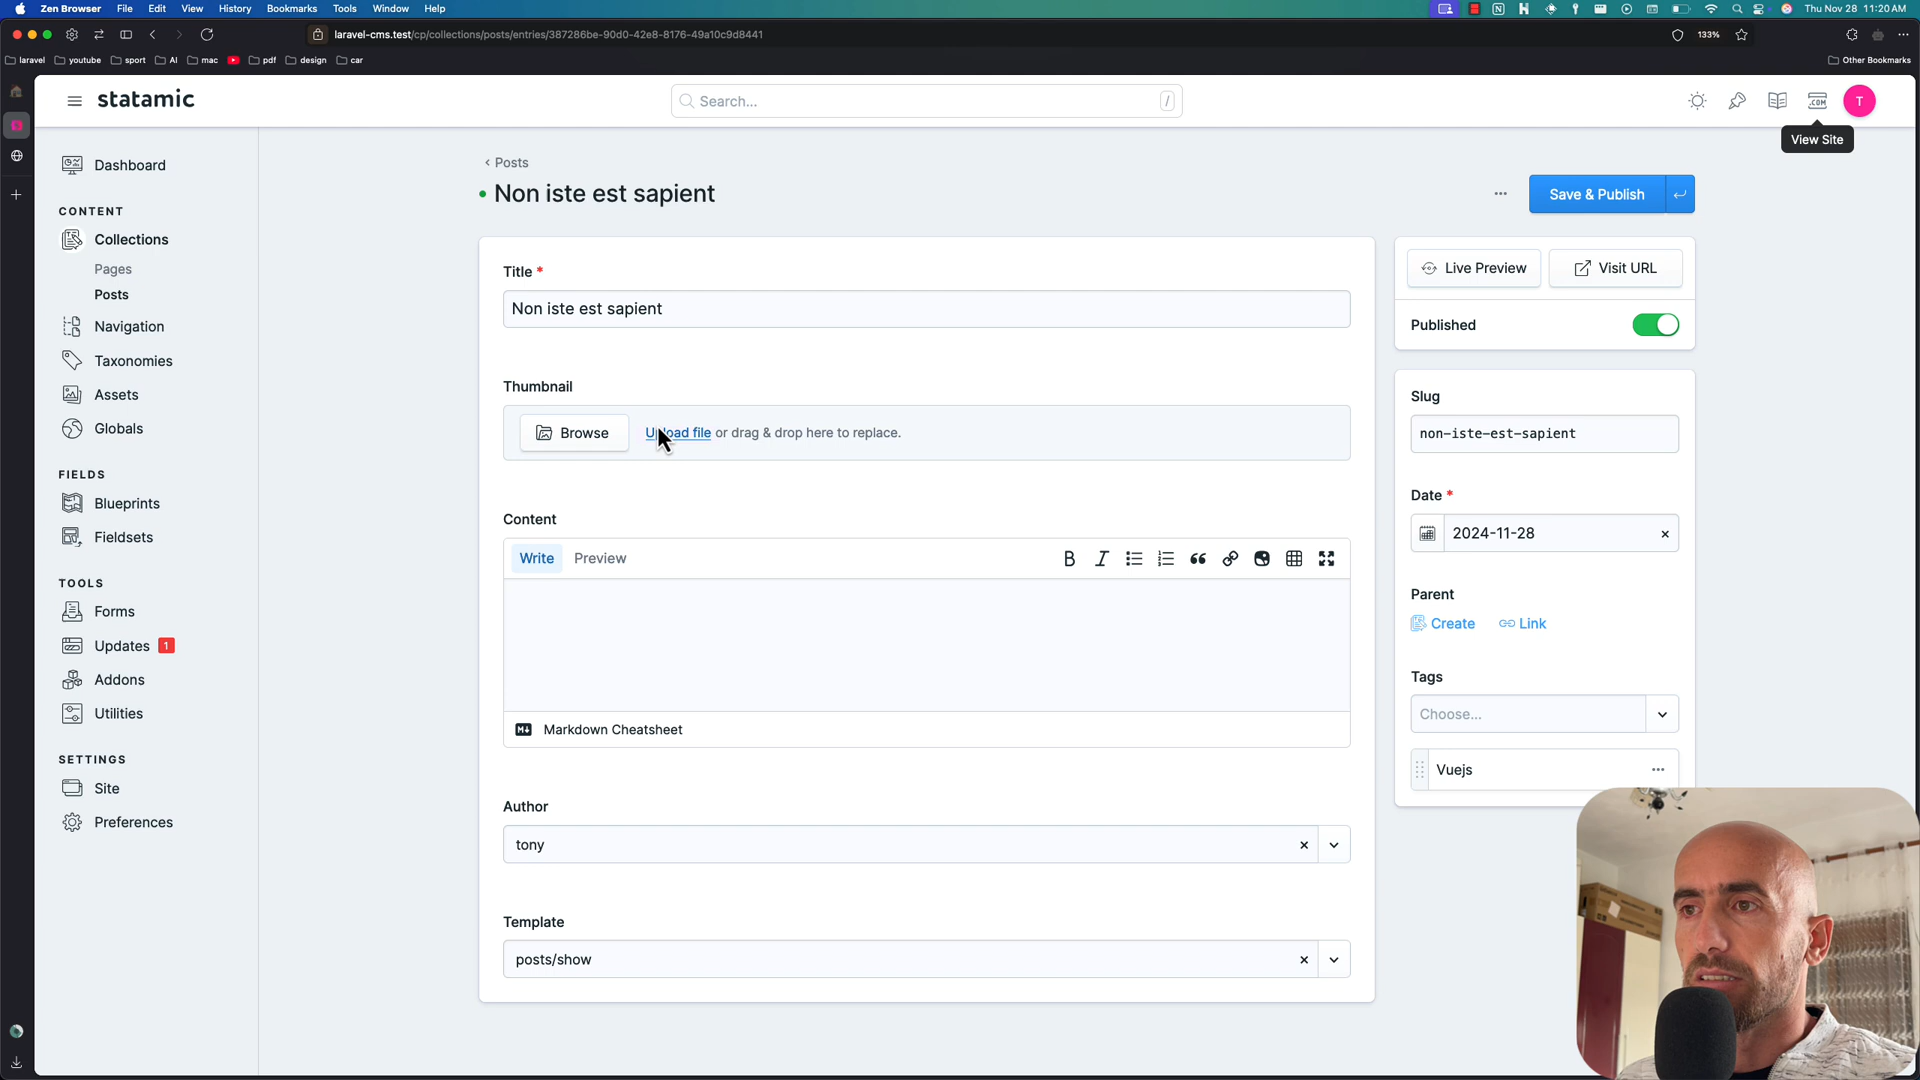 Zen Browser File Edit View History Bookmarks Tools Window Help
Thu Nov 28 11:20 AM
laravel-cms.test/cp/collections/posts/entries/387286be-90d0-42e8-8176-49a10c9d8441
133%
laravel youtube sport AI mac pdf design car
Other Bookmarks
statamic
Search...
/
.COM
T
View Site
Dashboard
CONTENT
Collections
Pages
Posts
Navigation
Taxonomies
Assets
Globals
FIELDS
Blueprints
Fieldsets
TOOLS
Forms
Updates 1
Addons
Utilities
SETTINGS
Site
Preferences
‹ Posts
Non iste est sapient
Save & Publish
Title *
Non iste est sapient
Thumbnail
Browse
Upload file or drag & drop here to replace.
Content
Write Preview
B I
Markdown Cheatsheet
Author
tony
Template
posts/show
Live Preview
Visit URL
Published
Slug
non-iste-est-sapient
Date *
2024-11-28
Parent
Create
Link
Tags
Choose...
Vuejs